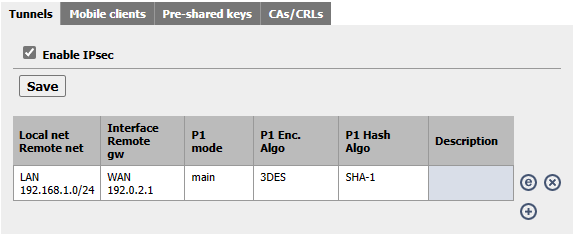 Tunnels Mobile clients Pre-shared keys CAs/CRLs
Enable IPsec
Save
Local net
Remote net
Interface
Remote
gw
P1
mode
P1 Enc.
Algo
P1 Hash
Algo
Description
LAN
192.168.1.0/24
WAN
192.0.2.1
main
3DES
SHA-1
e